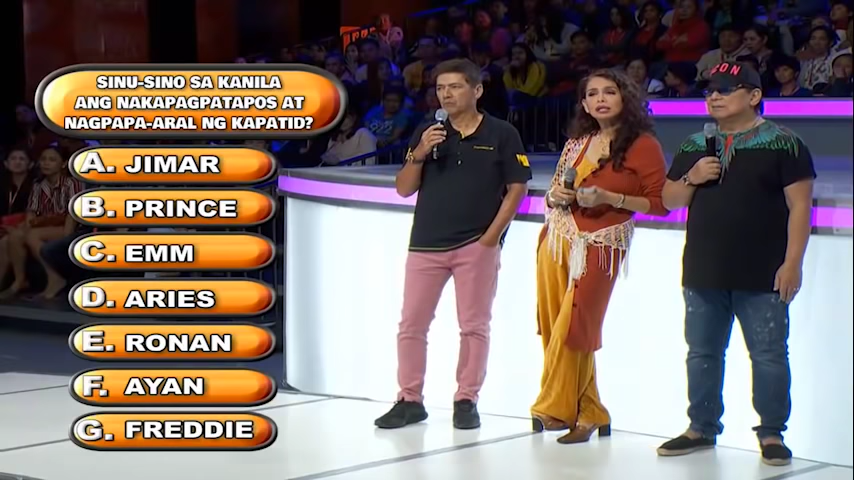 SINU-SINO SA KANILA
ANG NAKAPAGPATAPOS AT
NAGPAPA-ARAL NG KAPATID?
A. JIMAR
B. PRINCE
C. EMM
D. ARIES
E. RONAN
F. AYAN
G. FREDDIE